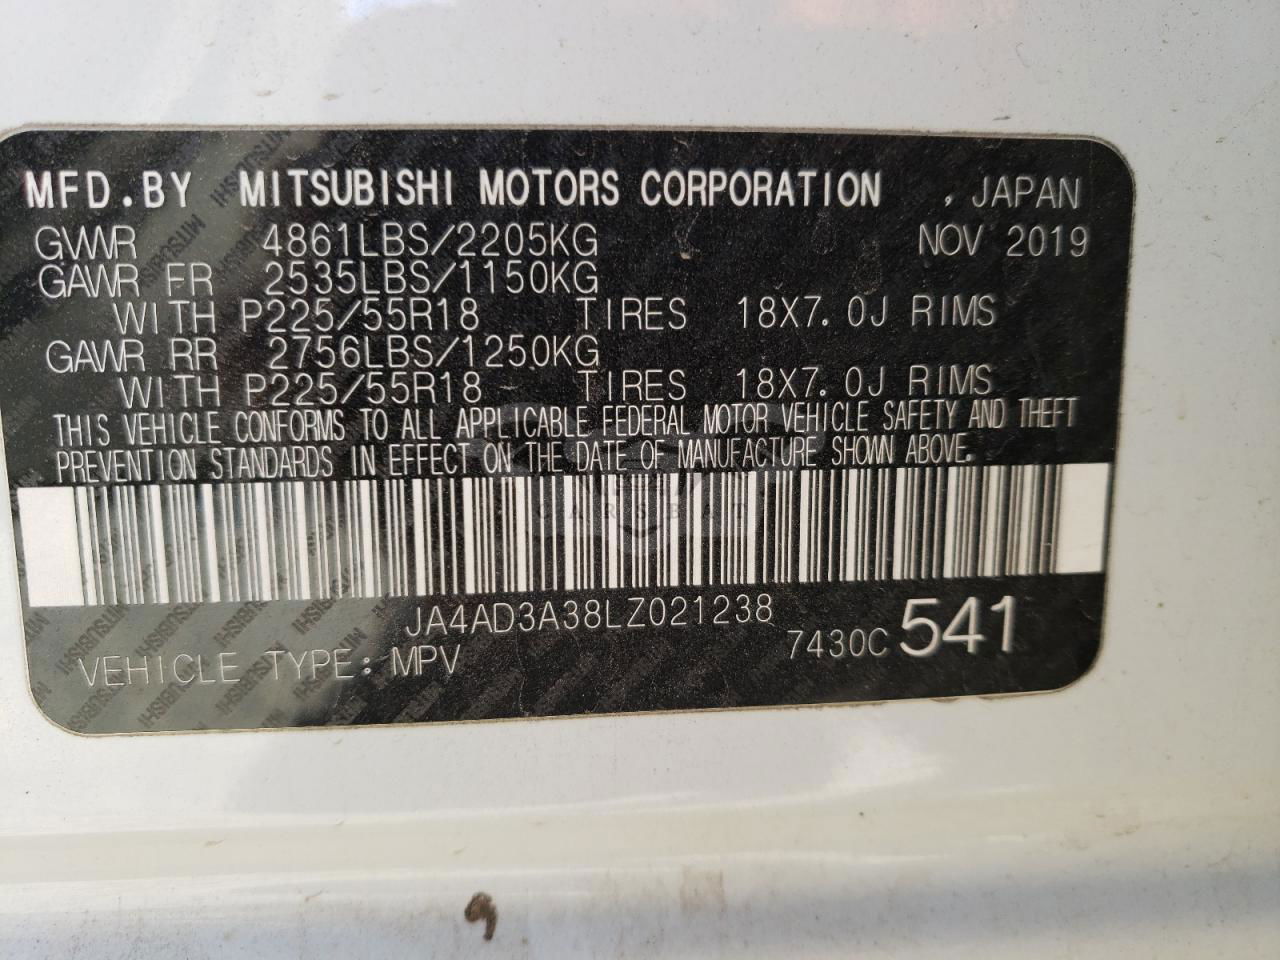 MFD.BY MITSUBISHI MOTORS CORPORATION , JAPAN
GVWR 4861LBS/2205KG NOV 2019
GAWR FR 2535LBS/1150KG
WITH P225/55R18 TIRES 18X7.0J RIMS
GAWR RR 2756LBS/1250KG
WITH P225/55R18 TIRES 18X7.0J RIMS
THIS VEHICLE CONFORMS TO ALL APPLICABLE FEDERAL MOTOR VEHICLE SAFETY AND THEFT
PREVENTION STANDARDS IN EFFECT ON THE DATE OF MANUFACTURE SHOWN ABOVE.
JA4AD3A38LZ021238
7430C 541
VEHICLE TYPE: MPV
MITSUBISHI